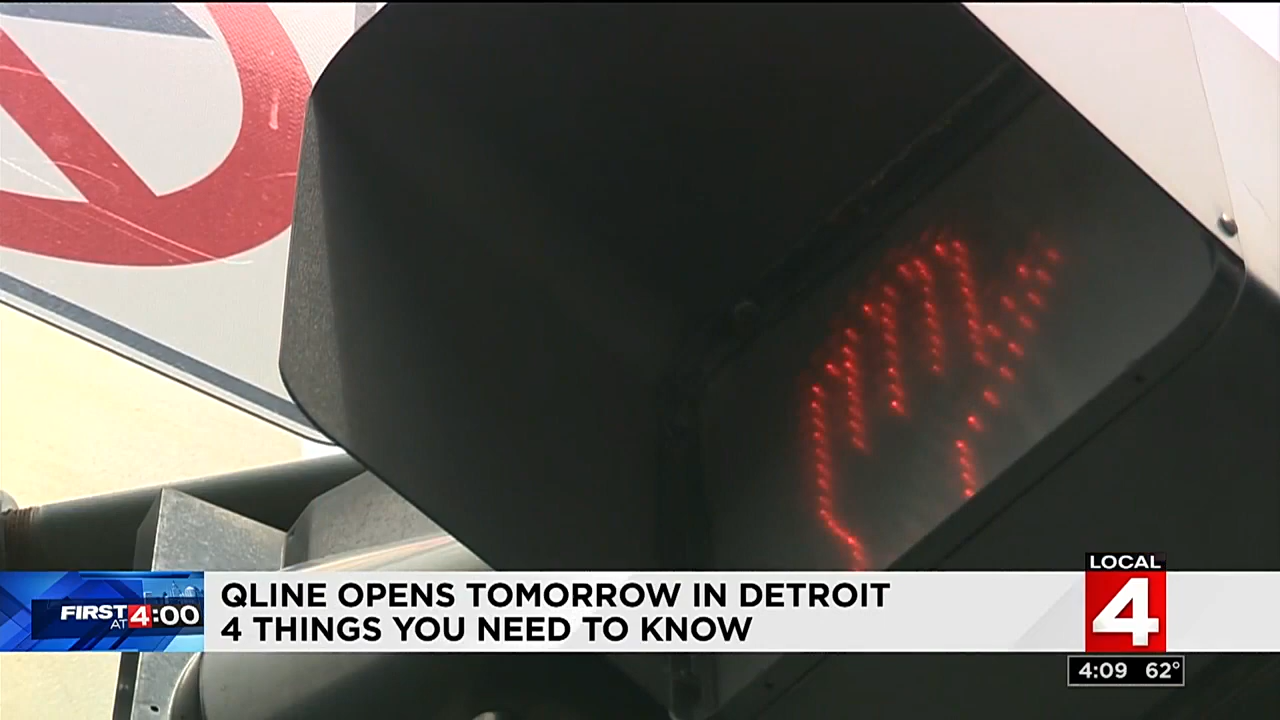 QLINE OPENS TOMORROW IN DETROIT
4 THINGS YOU NEED TO KNOW
FIRST AT 4:00
LOCAL
4
4:09 62°